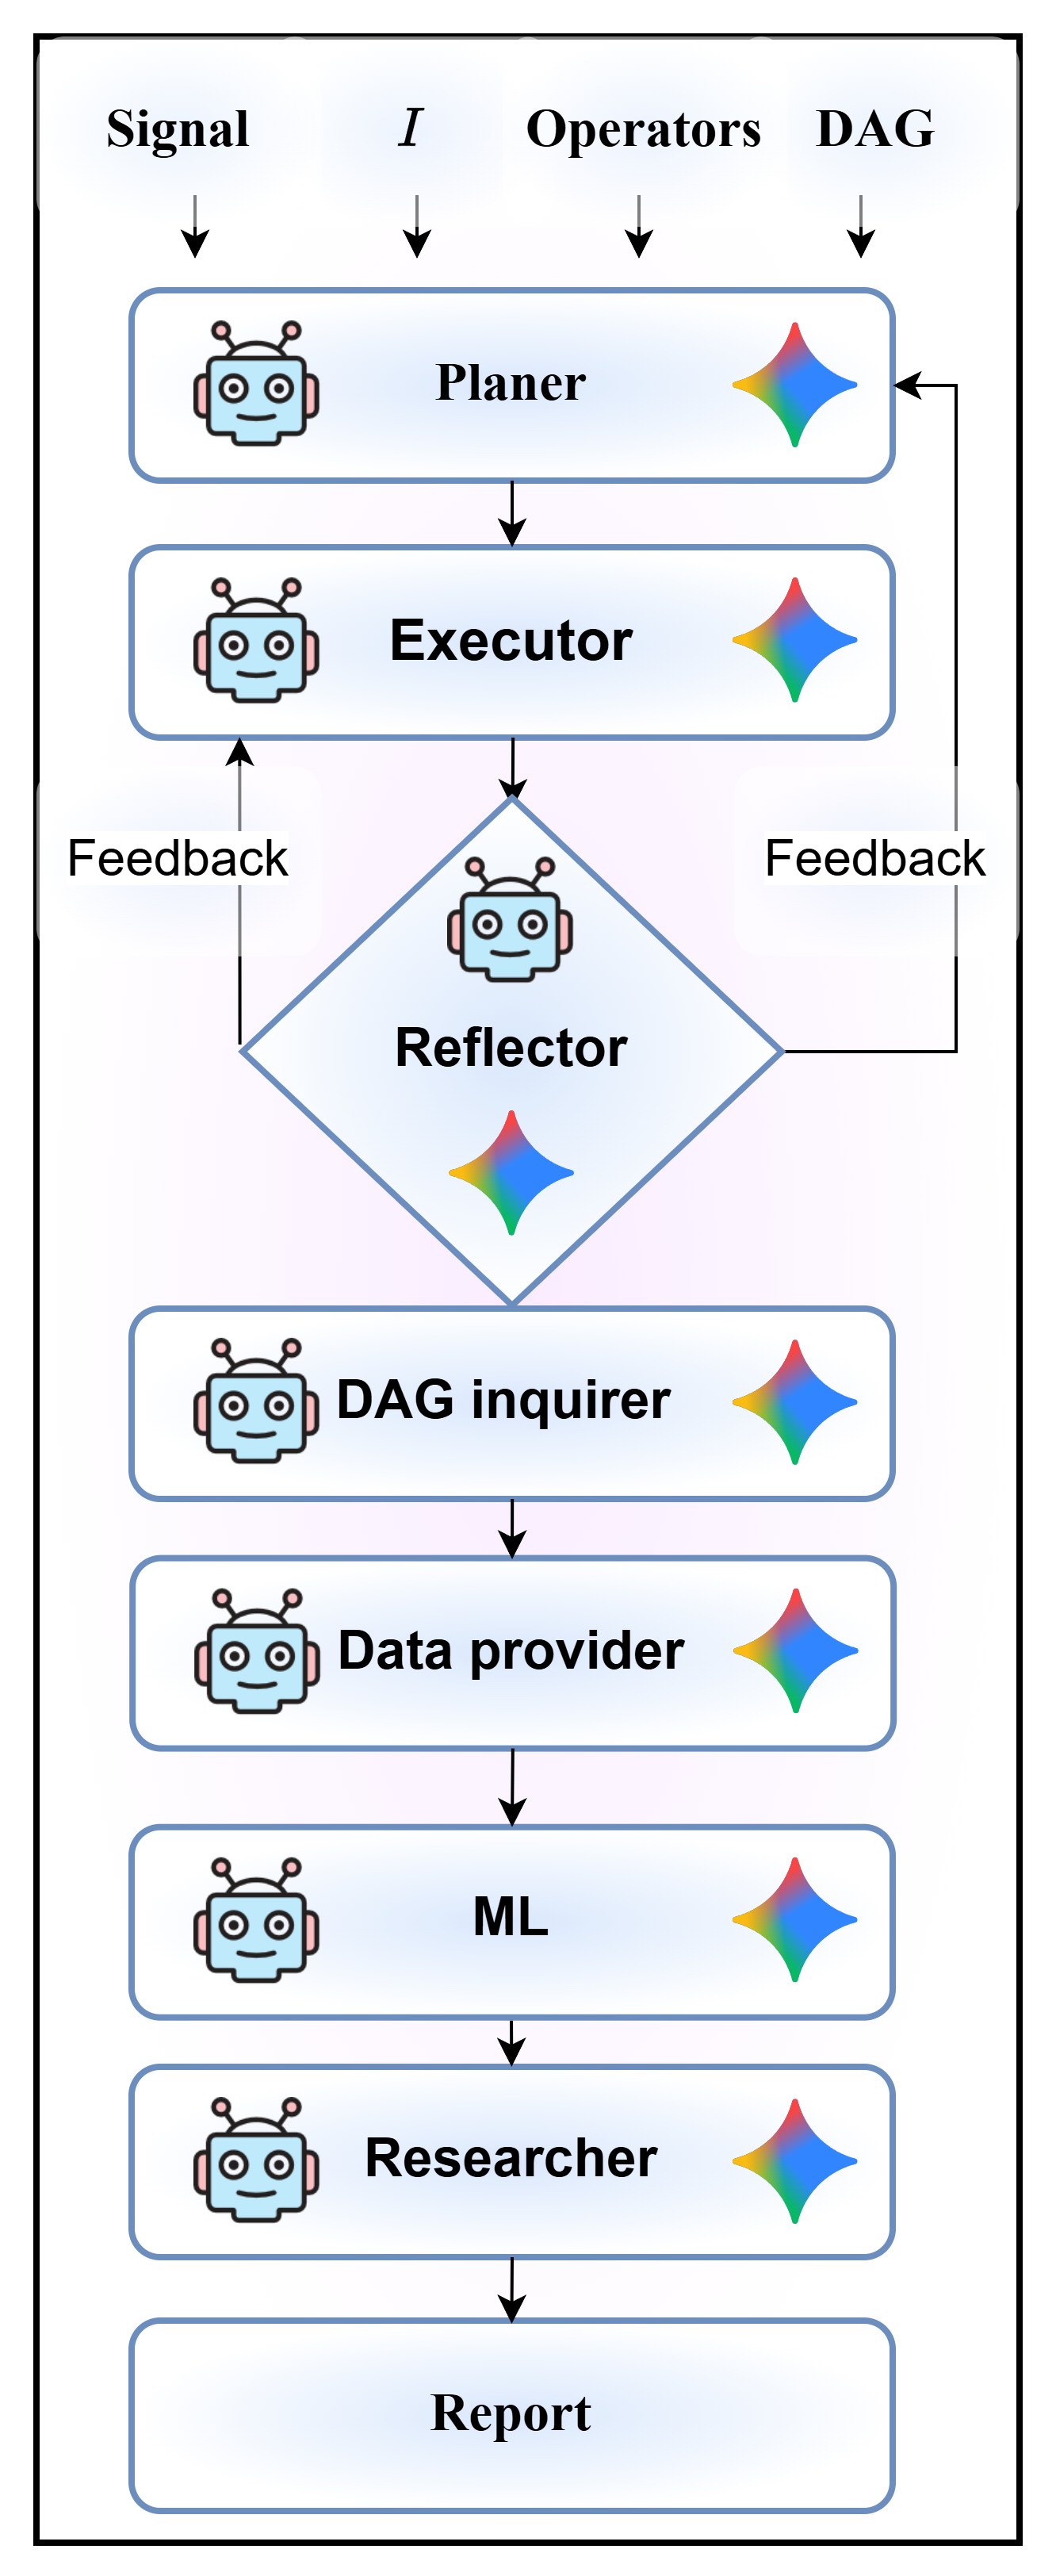 Signal I Operators DAG
Planer
Executor
Feedback Feedback
Reflector
DAG inquirer
Data provider
ML
Researcher
Report